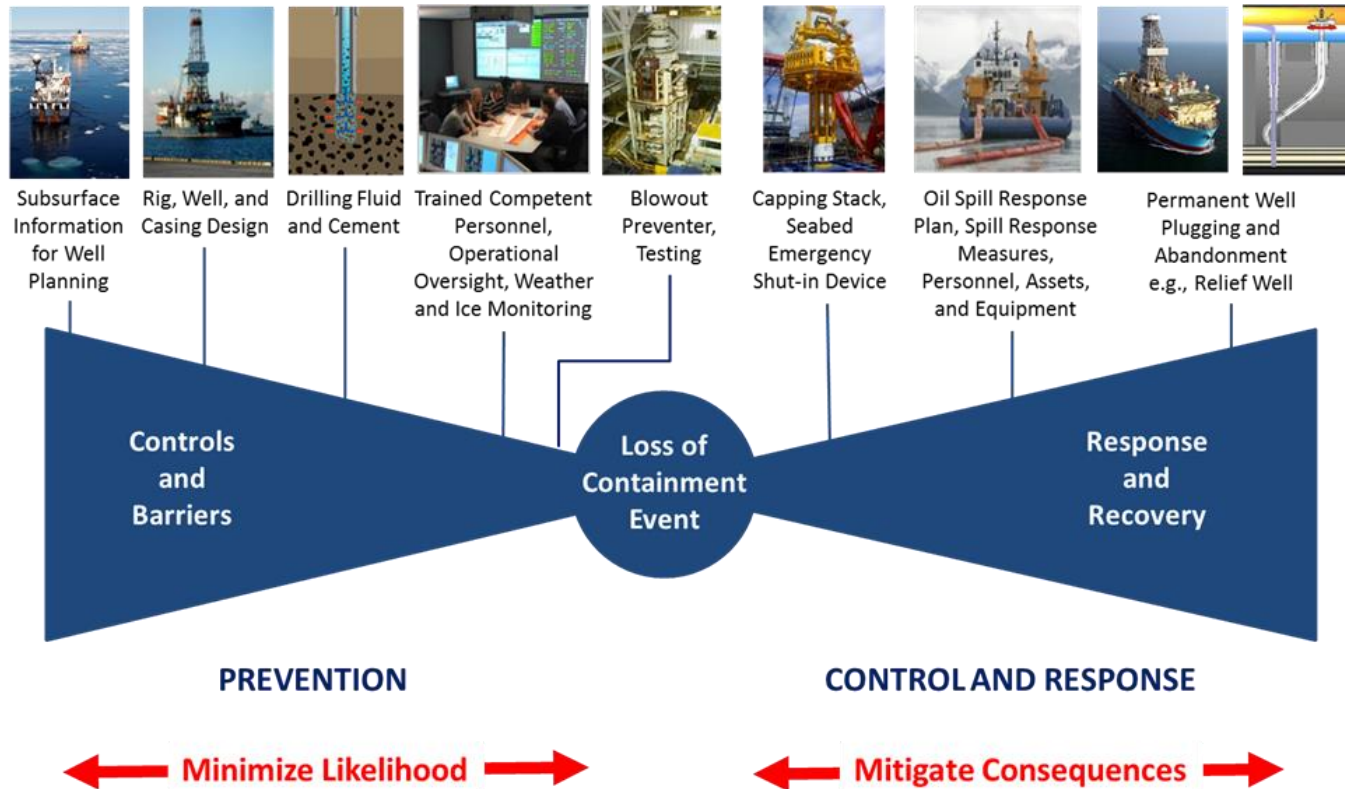 Subsurface
Information
for Well
Planning
Rig, Well, and
Casing Design
Drilling Fluid
and Cement
Trained Competent
Personnel,
Operational
Oversight, Weather
and Ice Monitoring
Blowout
Preventer,
Testing
Capping Stack,
Seabed
Emergency
Shut-in Device
Oil Spill Response
Plan, Spill Response
Measures,
Personnel, Assets,
and Equipment
Permanent Well
Plugging and
Abandonment
e.g., Relief Well
Controls
and
Barriers
Loss of
Containment
Event
Response
and
Recovery
PREVENTION
CONTROL AND RESPONSE
Minimize Likelihood
Mitigate Consequences